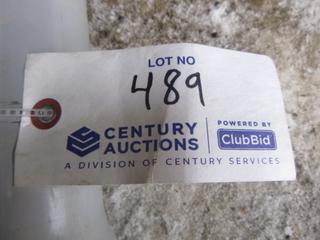 LOT NO
489
CENTURY
AUCTIONS
POWERED BY
ClubBid
A DIVISION OF CENTURY SERVICES